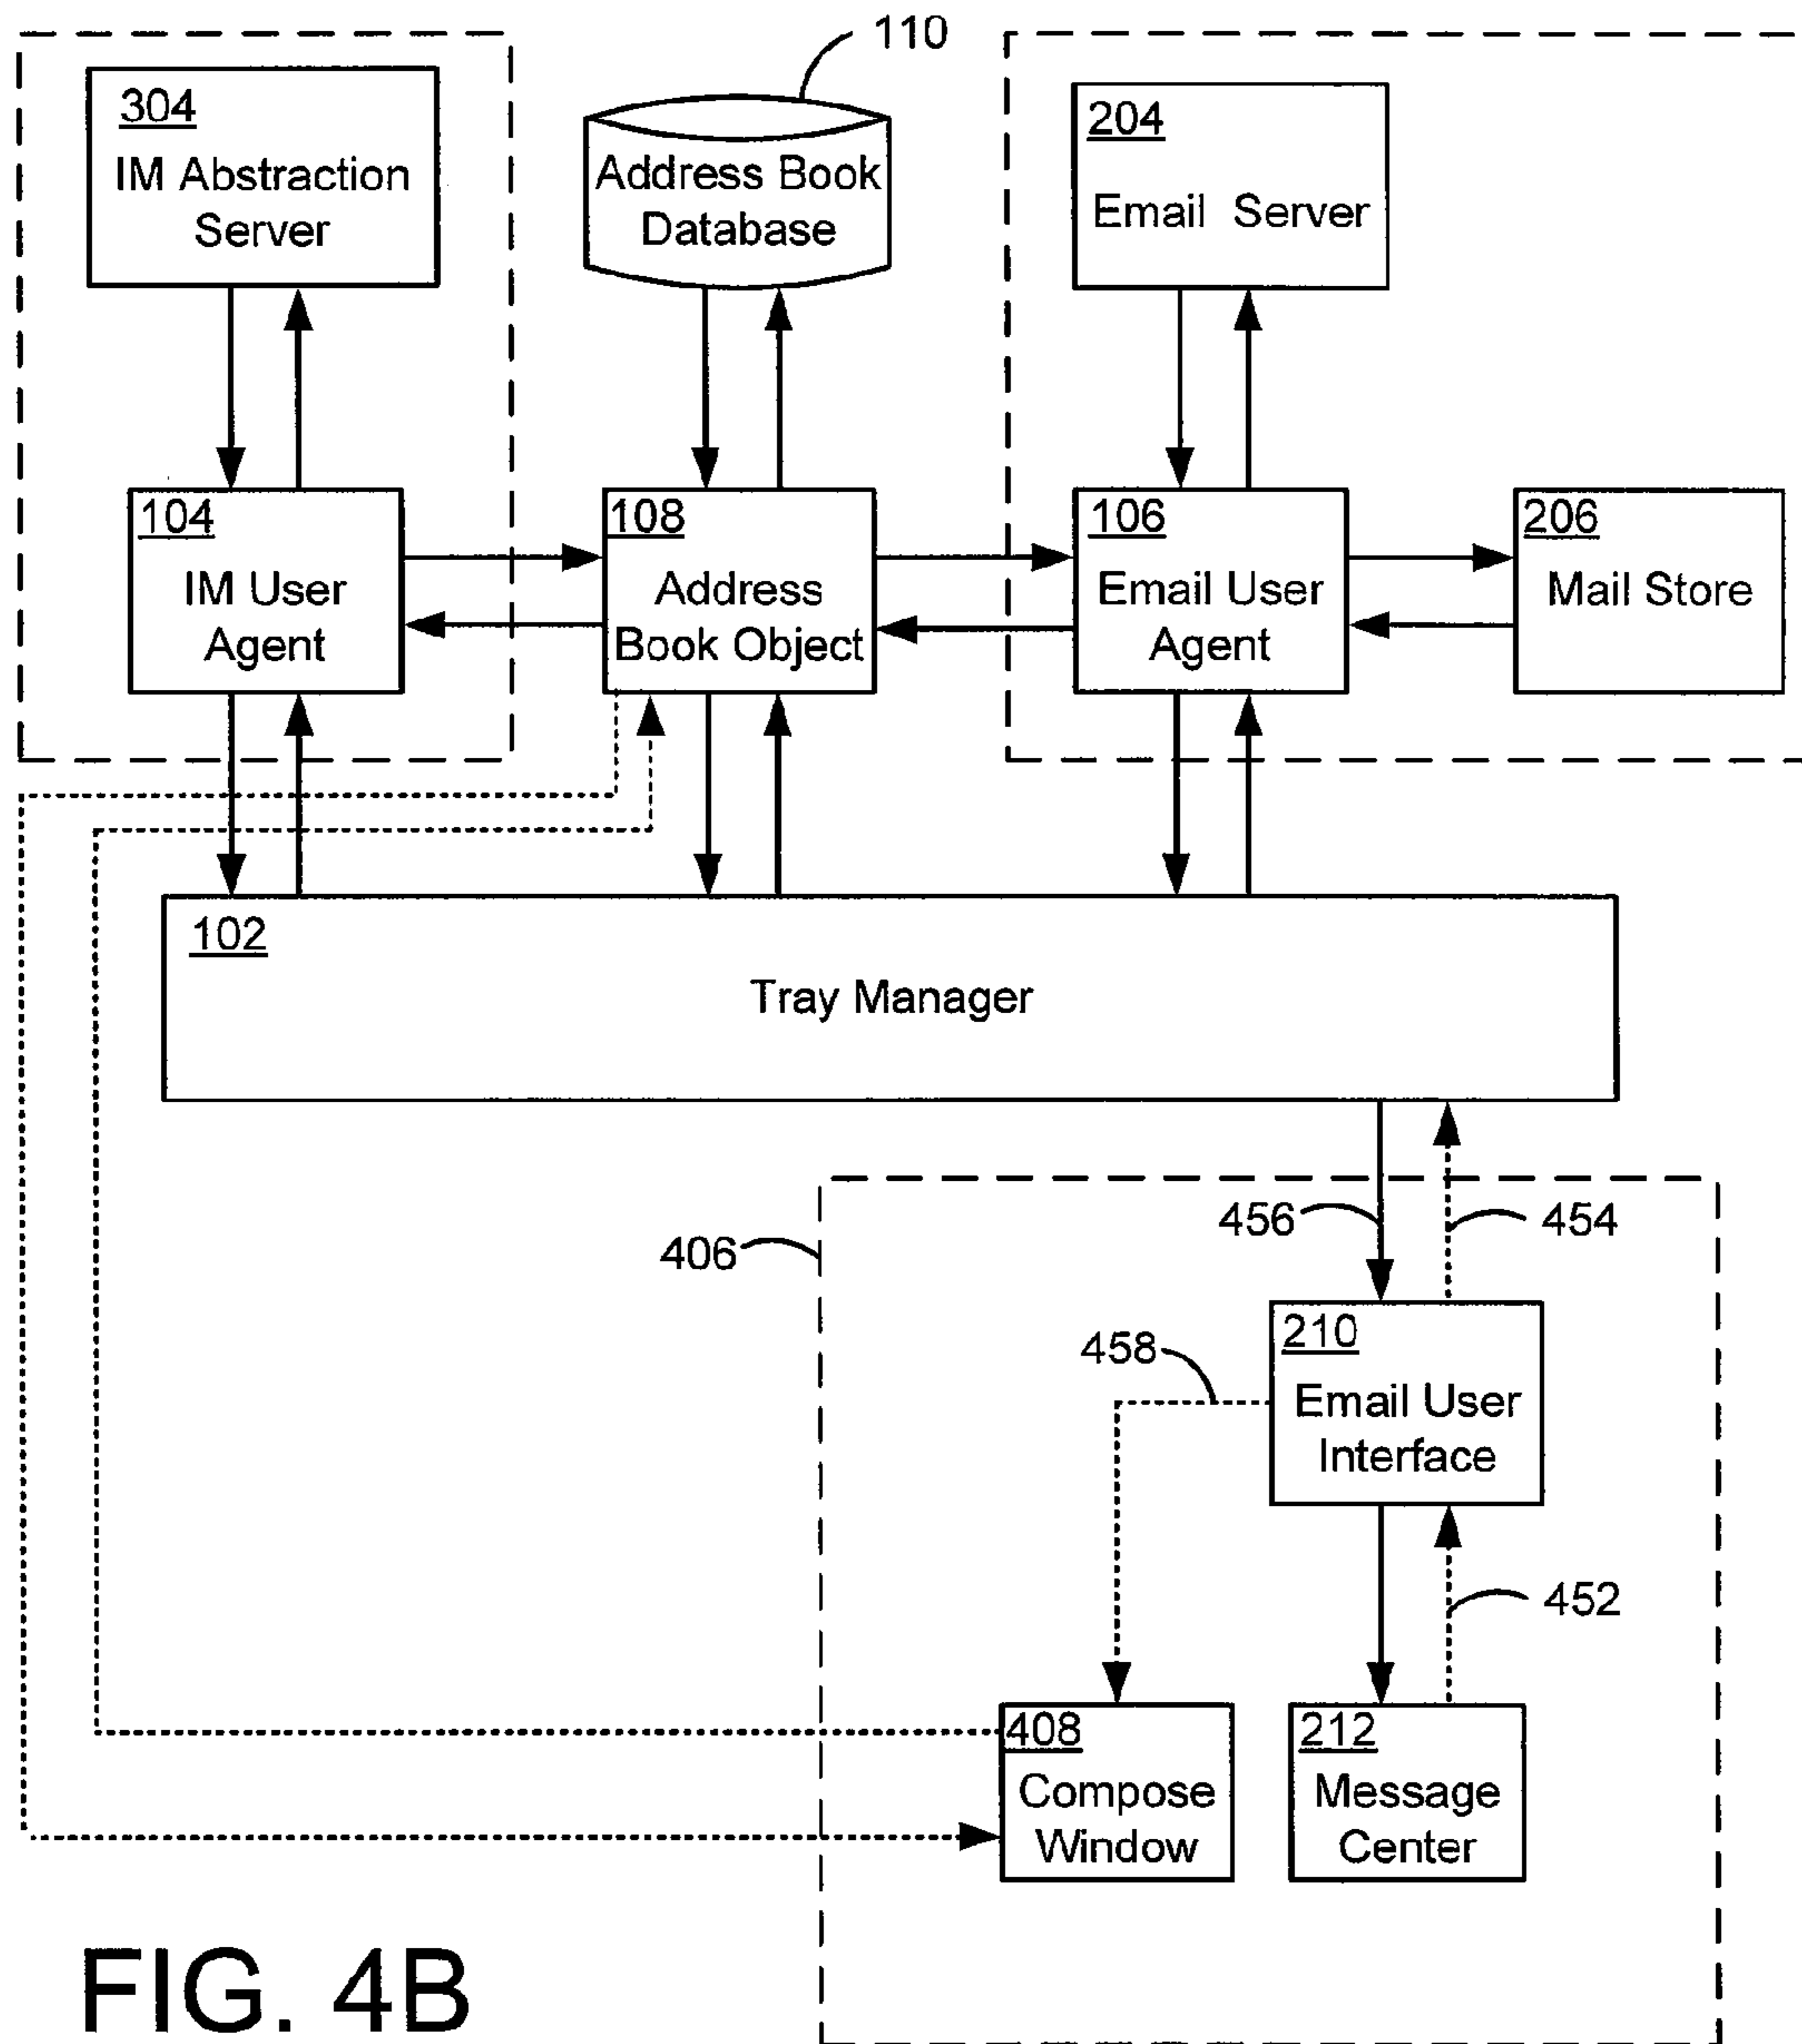 110
304
IM Abstraction
Server
Address Book
Database
204
Email Server
104
IM User
Agent
108
Address
Book Object
106
Email User
Agent
206
Mail Store
102
Tray Manager
456
454
406
210
Email User
Interface
458
452
408
Compose
Window
212
Message
Center
FIG. 4B